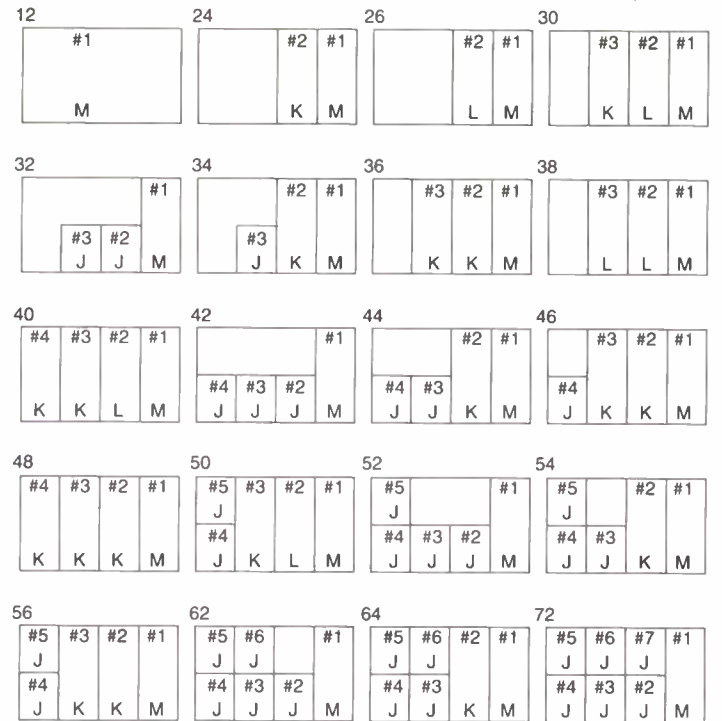 12 24 26 30
#1 #2 #1 #2 #1 #3 #2 #1
M K M L M K L M
32 34 36 38
#1 #2 #1 #3 #2 #1 #3 #2 #1
#3 #2 #3
J J M J K M K K M L L M
40 42 44 46
#4 #3 #2 #1 #1 #2 #1 #3 #2 #1
#4 #3 #2 #4 #3 #4
K K L M J J J M J J K M J K K M
48 50 52 54
#4 #3 #2 #1 #5 #3 #2 #1 #5 #1 #5 #2 #1
J J J
#4 #4 #3 #2 #4 #3
K K K M J K L M J J J M J J K M
56 62 64 72
#5 #3 #2 #1 #5 #6 #1 #5 #6 #2 #1 #5 #6 #7 #1
J J J J J J J J
#4 #4 #3 #2 #4 #3 #4 #3 #2
J K K M J J J M J J K M J J J M